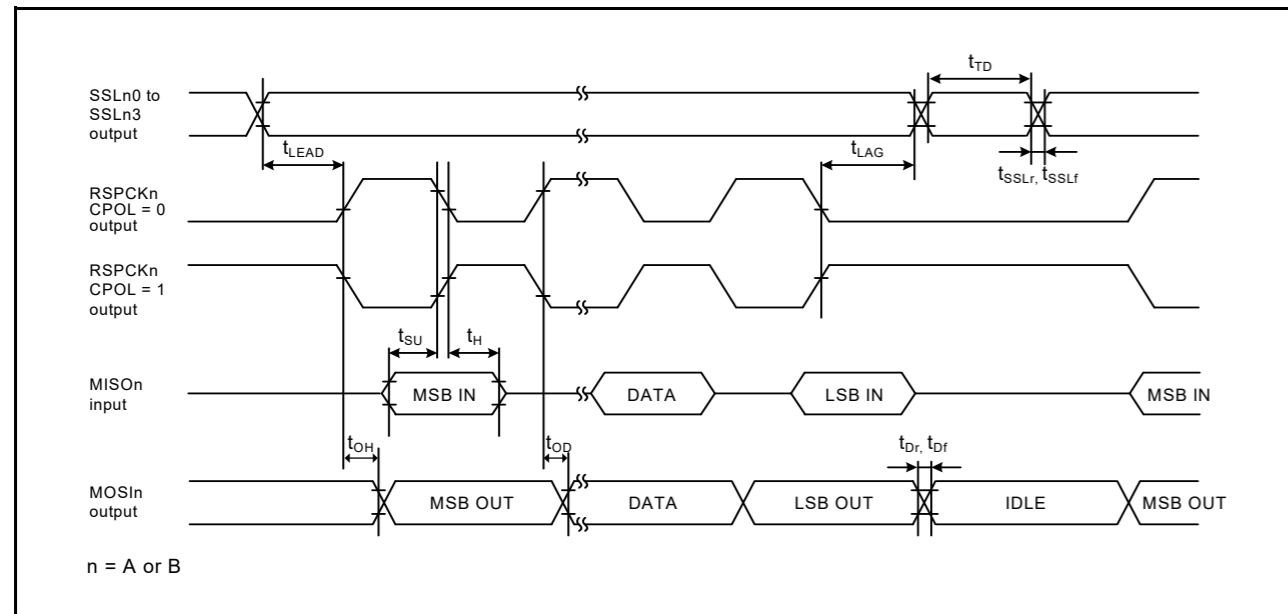 tTD
SSLn0 to
SSLn3
output
tLEAD
tLAG
tSSLr, tSSLf
RSPCKn
CPOL = 0
output
RSPCKn
CPOL = 1
output
tSU
tH
MISOn
input
MSB IN
DATA
LSB IN
MSB IN
tOH
tOD
tDr, tDf
MOSIn
output
MSB OUT
DATA
LSB OUT
IDLE
MSB OUT
n = A or B